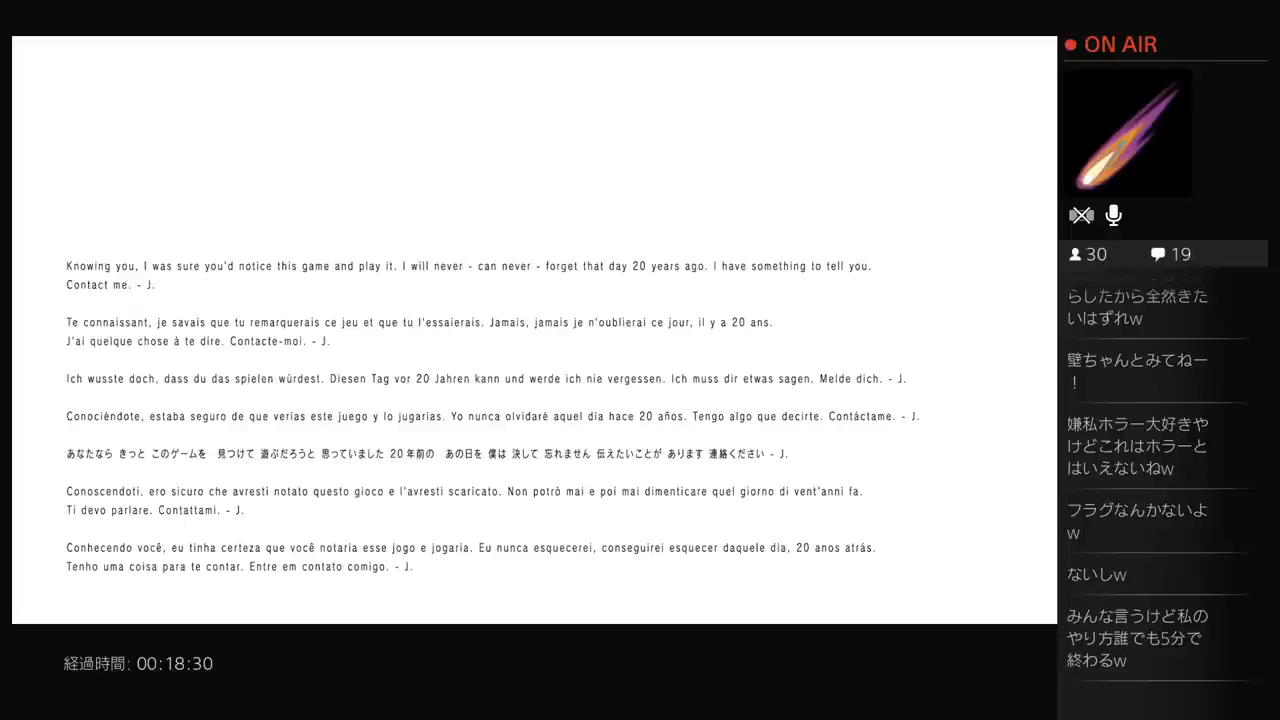 ON AIR
30 19
らしたから全然きた
いはずれw
壁ちゃんとみてねー
！
嫌私ホラー大好きや
けどこれはホラーと
はいえないねw
フラグなんかないよ
w
ないしw
みんな言うけど私の
やり方誰でも5分で
終わるw
Knowing you, I was sure you'd notice this game and play it. I will never - can never - forget that day 20 years ago. I have something to tell you.
Contact me. - J.
Te connaissant, je savais que tu remarquerais ce jeu et que tu l'essaierais. Jamais, jamais je n'oublierai ce jour, il y a 20 ans.
J'ai quelque chose à te dire. Contacte-moi. - J.
Ich wusste doch, dass du das spielen würdest. Diesen Tag vor 20 Jahren kann und werde ich nie vergessen. Ich muss dir etwas sagen. Melde dich. - J.
Conociéndote, estaba seguro de que verías este juego y lo jugarías. Yo nunca olvidaré aquel día hace 20 años. Tengo algo que decirte. Contáctame. - J.
あなたなら きっと このゲームを　見つけて 遊ぶだろうと 思っていました 20年前の　あの日を 僕は 決して 忘れません 伝えたいことが あります 連絡ください - J.
Conoscendoti, ero sicuro che avresti notato questo gioco e l'avresti scaricato. Non potrò mai e poi mai dimenticare quel giorno di vent'anni fa.
Ti devo parlare. Contattami. - J.
Conhecendo você, eu tinha certeza que você notaria esse jogo e jogaria. Eu nunca esquecerei, conseguirei esquecer daquele dia, 20 anos atrás.
Tenho uma coisa para te contar. Entre em contato comigo. - J.
経過時間: 00:18:30